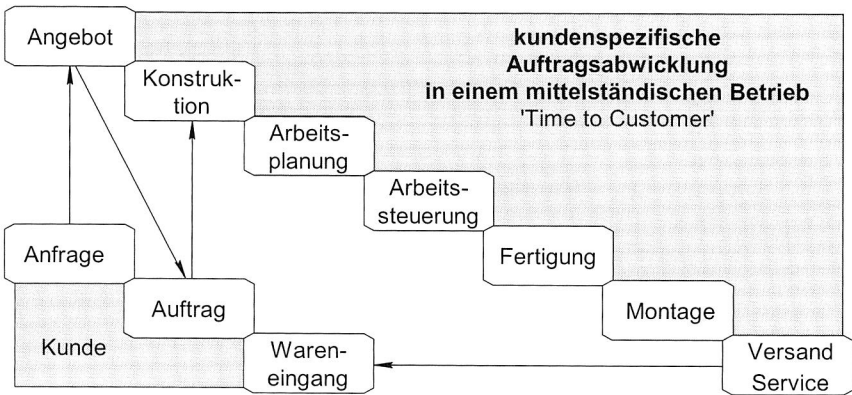 Angebot
kundenspezifische
Auftragsabwicklung
in einem mittelständischen Betrieb
'Time to Customer'
Konstruk-
tion
Arbeits-
planung
Arbeits-
steuerung
Anfrage
Fertigung
Auftrag
Montage
Kunde
Waren-
eingang
Versand
Service